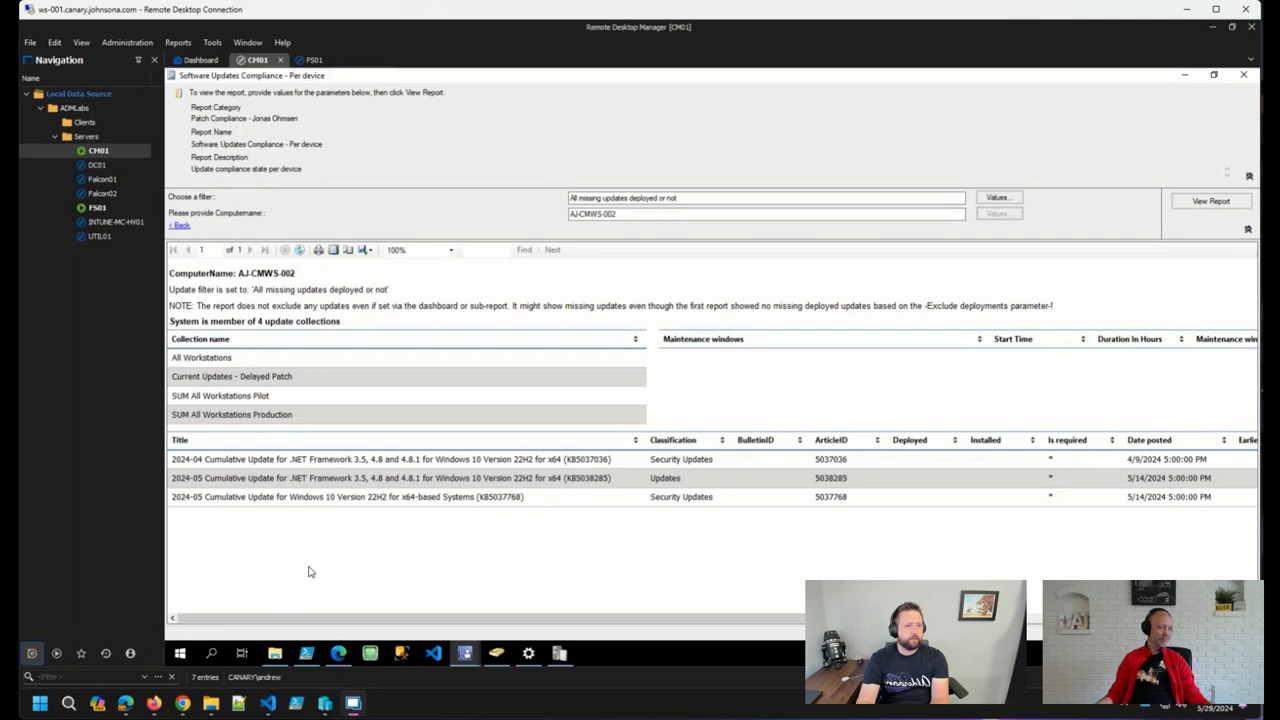 ws-001.canary.johnsona.com - Remote Desktop Connection
Remote Desktop Manager [CM01]
File Edit View Administration Reports Tools Window Help
Navigation
Dashboard CM01 FS01
Name
Software Updates Compliance - Per device
Local Data Source
ADMLabs
Clients
Servers
CM01
DC01
Falcon01
Falcon02
FS01
INTUNE-MC-HV01
UTIL01
To view the report, provide values for the parameters below, then click View Report.
Report Category
Patch Compliance - Jonas Ohmsen
Report Name
Software Updates Compliance - Per device
Report Description
Update compliance state per device
Choose a filter:: All missing updates deployed or not Values... View Report
Please provide Computername:: AJ-CMWS-002 Values...
< Back
1 of 1 100% Find Next
ComputerName: AJ-CMWS-002
Update filter is set to: 'All missing updates deployed or not'
NOTE: The report does not exclude any updates even if set via the dashboard or sub-report. It might show missing updates even though the first report showed no missing deployed updates based on the -Exclude deployments parameter-!
System is member of 4 update collections
Collection name Maintenance windows Start Time Duration In Hours Maintenance win
All Workstations
Current Updates - Delayed Patch
SUM All Workstations Pilot
SUM All Workstations Production
Title Classification BulletinID ArticleID Deployed Installed Is required Date posted Earlie
2024-04 Cumulative Update for .NET Framework 3.5, 4.8 and 4.8.1 for Windows 10 Version 22H2 for x64 (KB5037036) Security Updates 5037036 * 4/9/2024 5:00:00 PM
2024-05 Cumulative Update for .NET Framework 3.5, 4.8 and 4.8.1 for Windows 10 Version 22H2 for x64 (KB5038285) Updates 5038285 * 5/14/2024 5:00:00 PM
2024-05 Cumulative Update for Windows 10 Version 22H2 for x64-based Systems (KB5037768) Security Updates 5037768 * 5/14/2024 5:00:00 PM
<Filter> 7 entries CANARY\andrew
5/29/2024